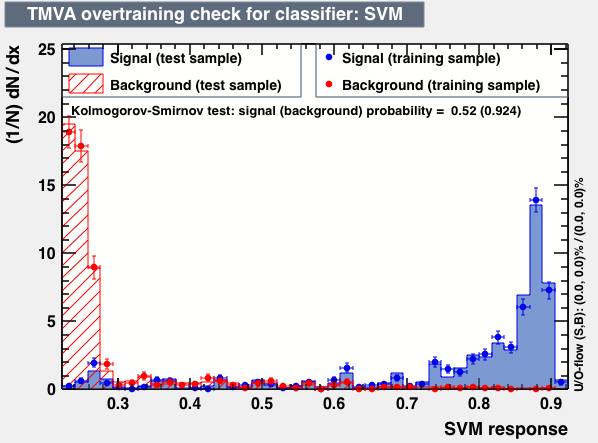 TMVA overtraining check for classifier: SVM
(1/N) dN / dx
25
20
15
10
5
0
Signal (test sample)
Background (test sample)
Signal (training sample)
Background (training sample)
Kolmogorov-Smirnov test: signal (background) probability = 0.52 (0.924)
0.3 0.4 0.5 0.6 0.7 0.8 0.9
SVM response
U/O-flow (S,B): (0.0, 0.0)% / (0.0, 0.0)%